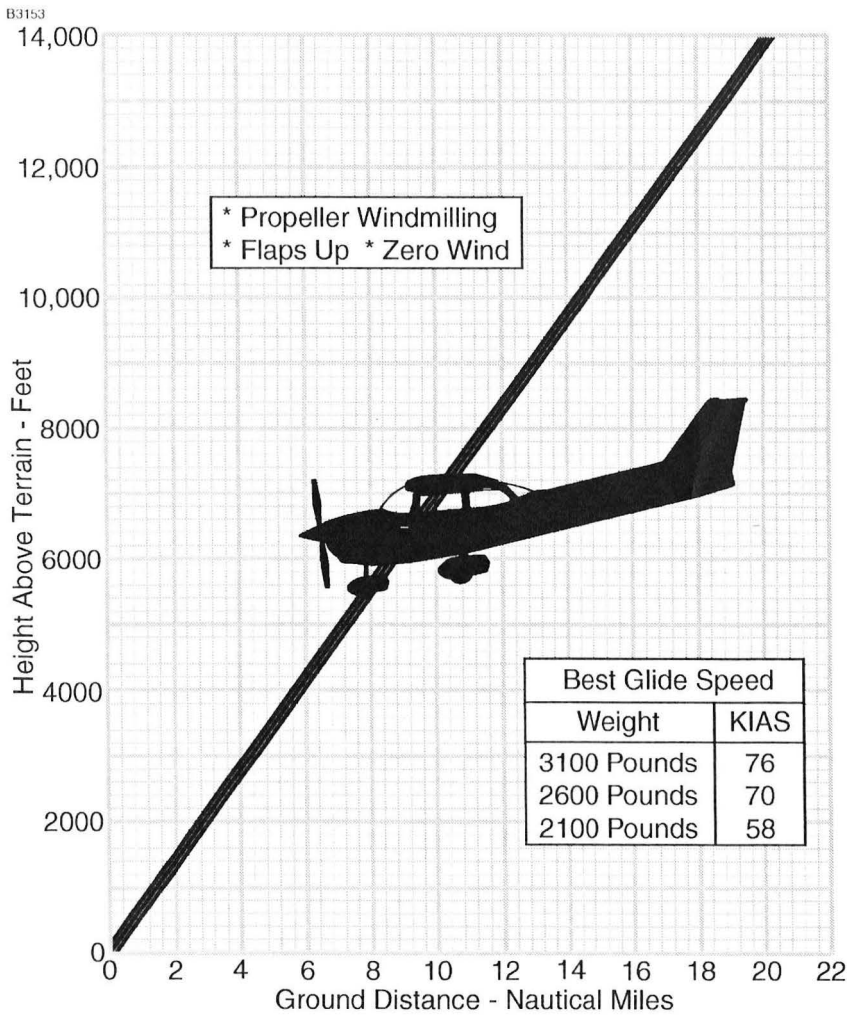 B3153
14,000
12,000
10,000
8000
6000
4000
2000
0
Height Above Terrain - Feet
* Propeller Windmilling
* Flaps Up * Zero Wind
Best Glide Speed
Weight KIAS
3100 Pounds 76
2600 Pounds 70
2100 Pounds 58
0 2 4 6 8 10 12 14 16 18 20 22
Ground Distance - Nautical Miles